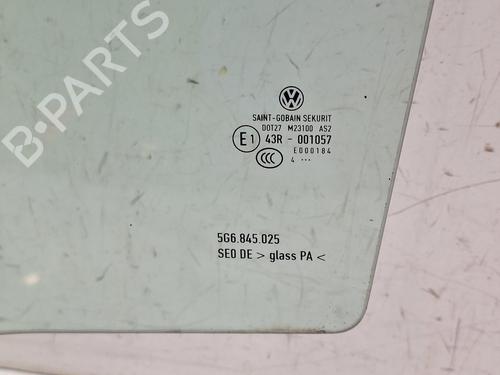 B-PARTS
SAINT-GOBAIN SEKURIT
DOT27 M23100 AS2
E1 43R - 001057
E000184
CCC 4 ...
5G6.845.025
SE0 DE > glass PA <